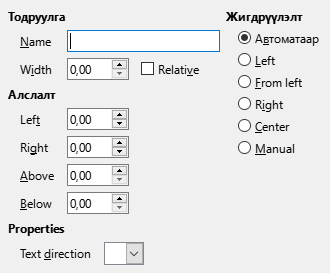 Тодруулга
Name
Width 0,00 Relative
Алслалт
Left 0,00
Right 0,00
Above 0,00
Below 0,00
Properties
Text direction
Жигдрүүлэлт
Автоматаар
Left
From left
Right
Center
Manual